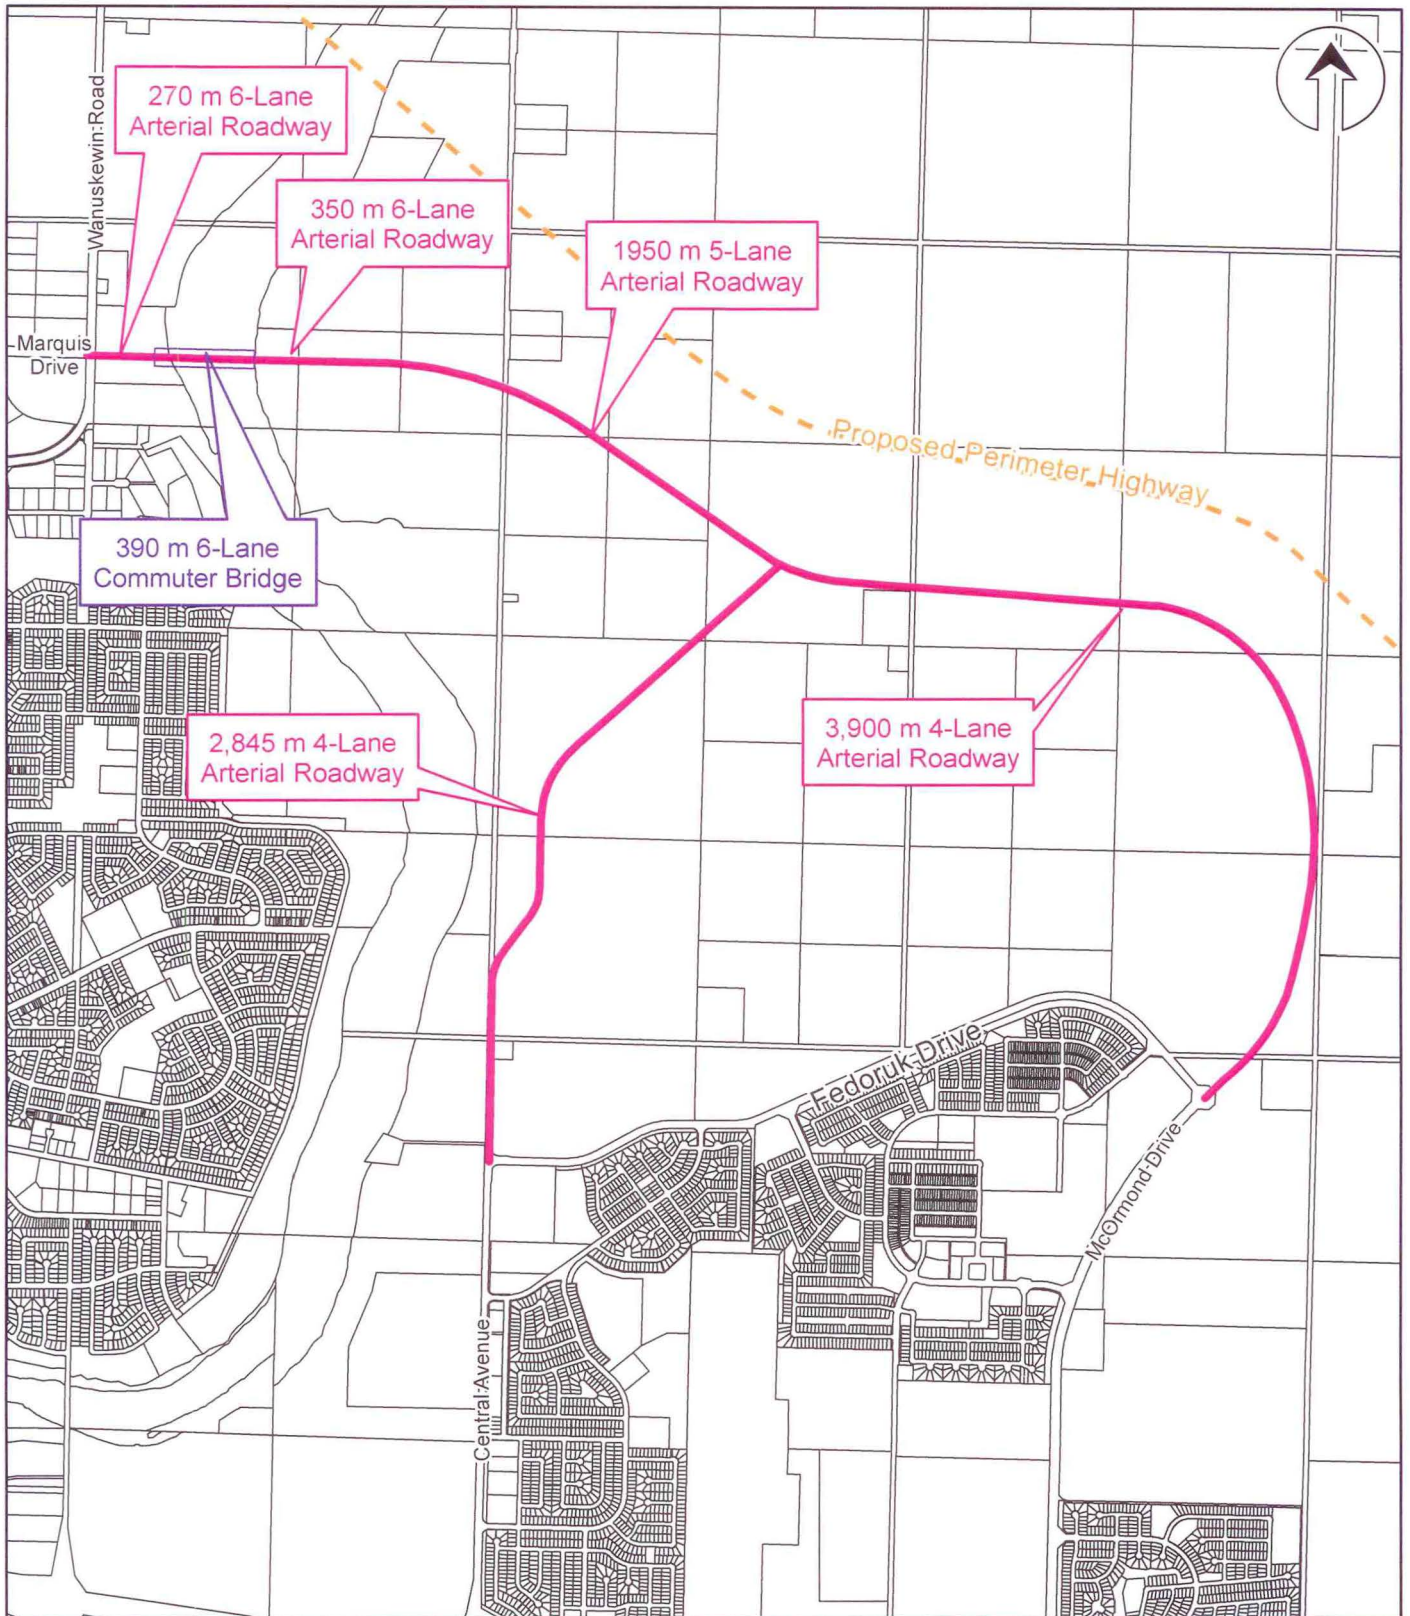 270 m 6-Lane
Arterial Roadway
Wanuskewin Road
350 m 6-Lane
Arterial Roadway
1950 m 5-Lane
Arterial Roadway
Marquis
Drive
Proposed Perimeter Highway
390 m 6-Lane
Commuter Bridge
2,845 m 4-Lane
Arterial Roadway
3,900 m 4-Lane
Arterial Roadway
Fedoruk Drive
McOrmond Drive
Central Avenue